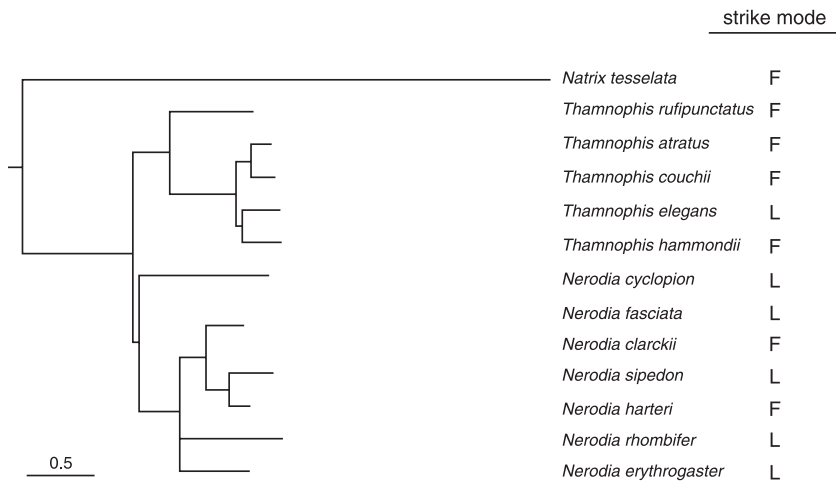 strike mode
Natrix tesselata F
Thamnophis rufipunctatus F
Thamnophis atratus F
Thamnophis couchii F
Thamnophis elegans L
Thamnophis hammondii F
Nerodia cyclopion L
Nerodia fasciata L
Nerodia clarckii F
Nerodia sipedon L
Nerodia harteri F
Nerodia rhombifer L
Nerodia erythrogaster L
0.5